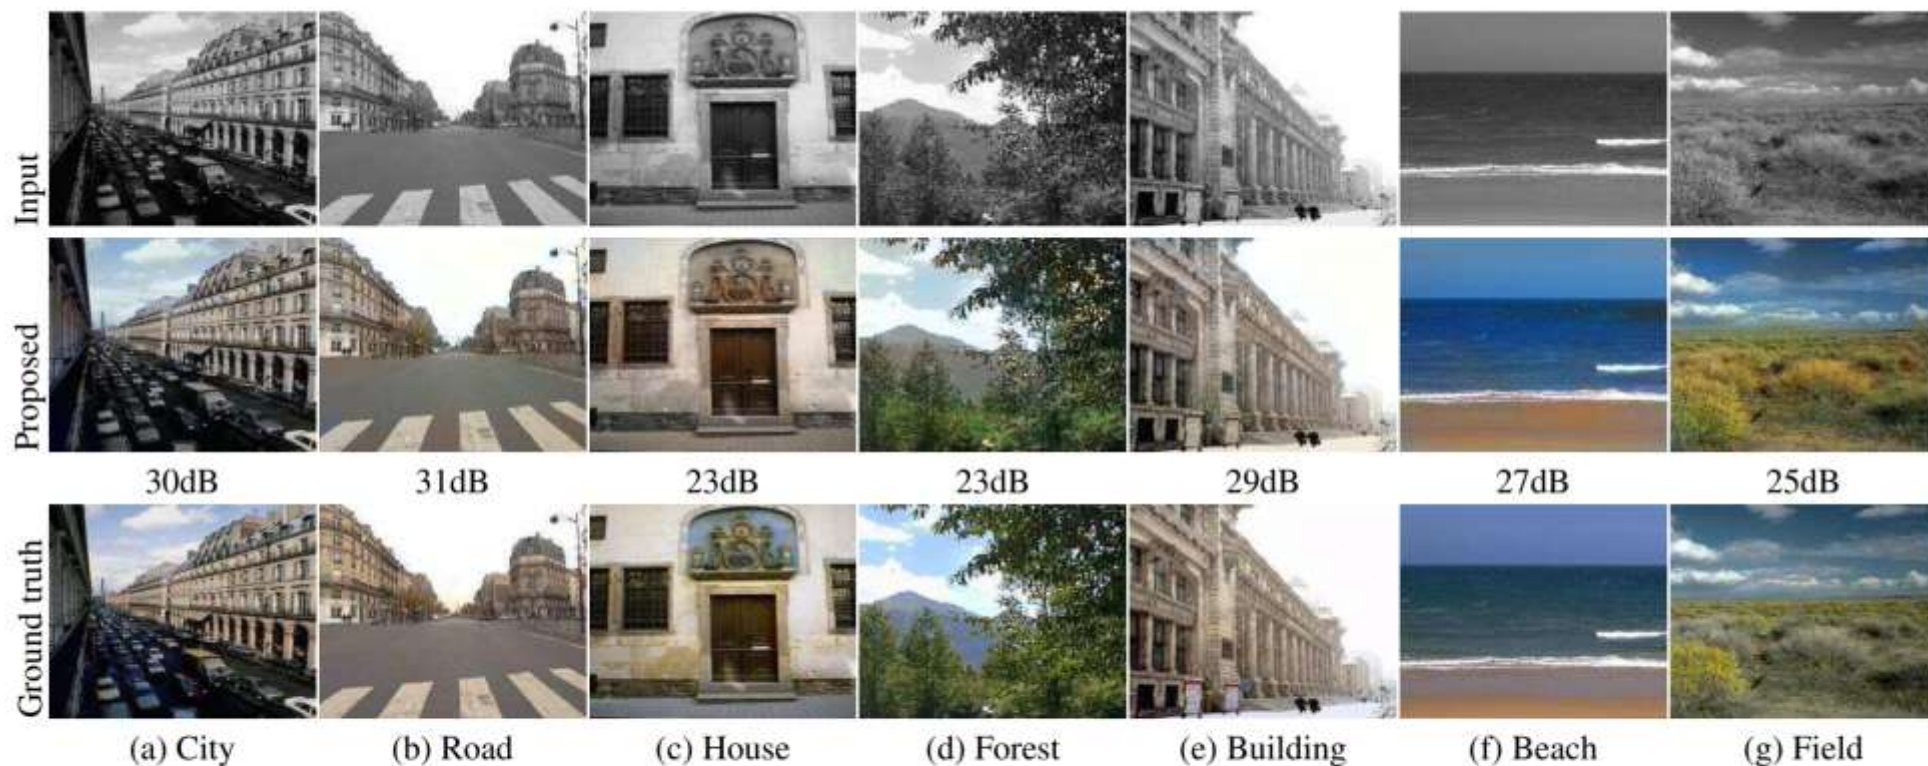 Input
Proposed
30dB 31dB 23dB 23dB 29dB 27dB 25dB
Ground truth
(a) City (b) Road (c) House (d) Forest (e) Building (f) Beach (g) Field